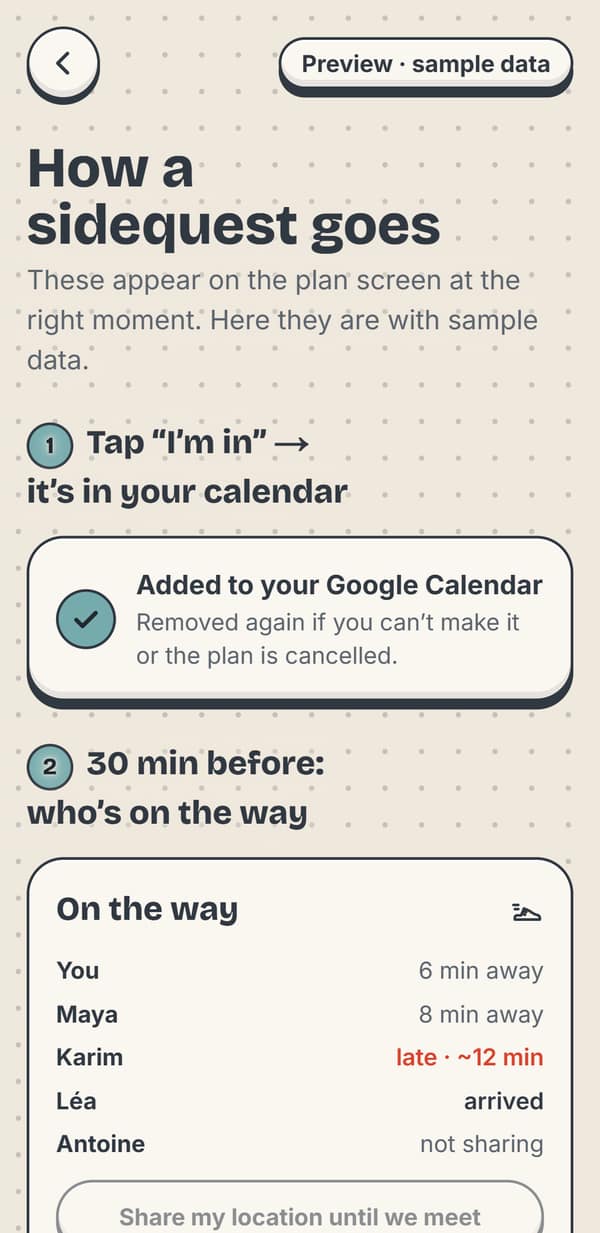 Preview · sample data
How a
sidequest goes
These appear on the plan screen at the
right moment. Here they are with sample
data.
1 Tap “I’m in” →
it’s in your calendar
Added to your Google Calendar
Removed again if you can’t make it
or the plan is cancelled.
2 30 min before:
who’s on the way
On the way
You 6 min away
Maya 8 min away
Karim late · ~12 min
Léa arrived
Antoine not sharing
Share my location until we meet